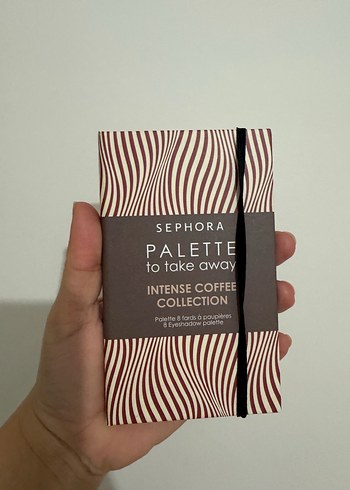 SEPHORA
PALETTE
to take away
INTENSE COFFEE
COLLECTION
Palette 8 fards à paupières
8 Eyeshadow palette